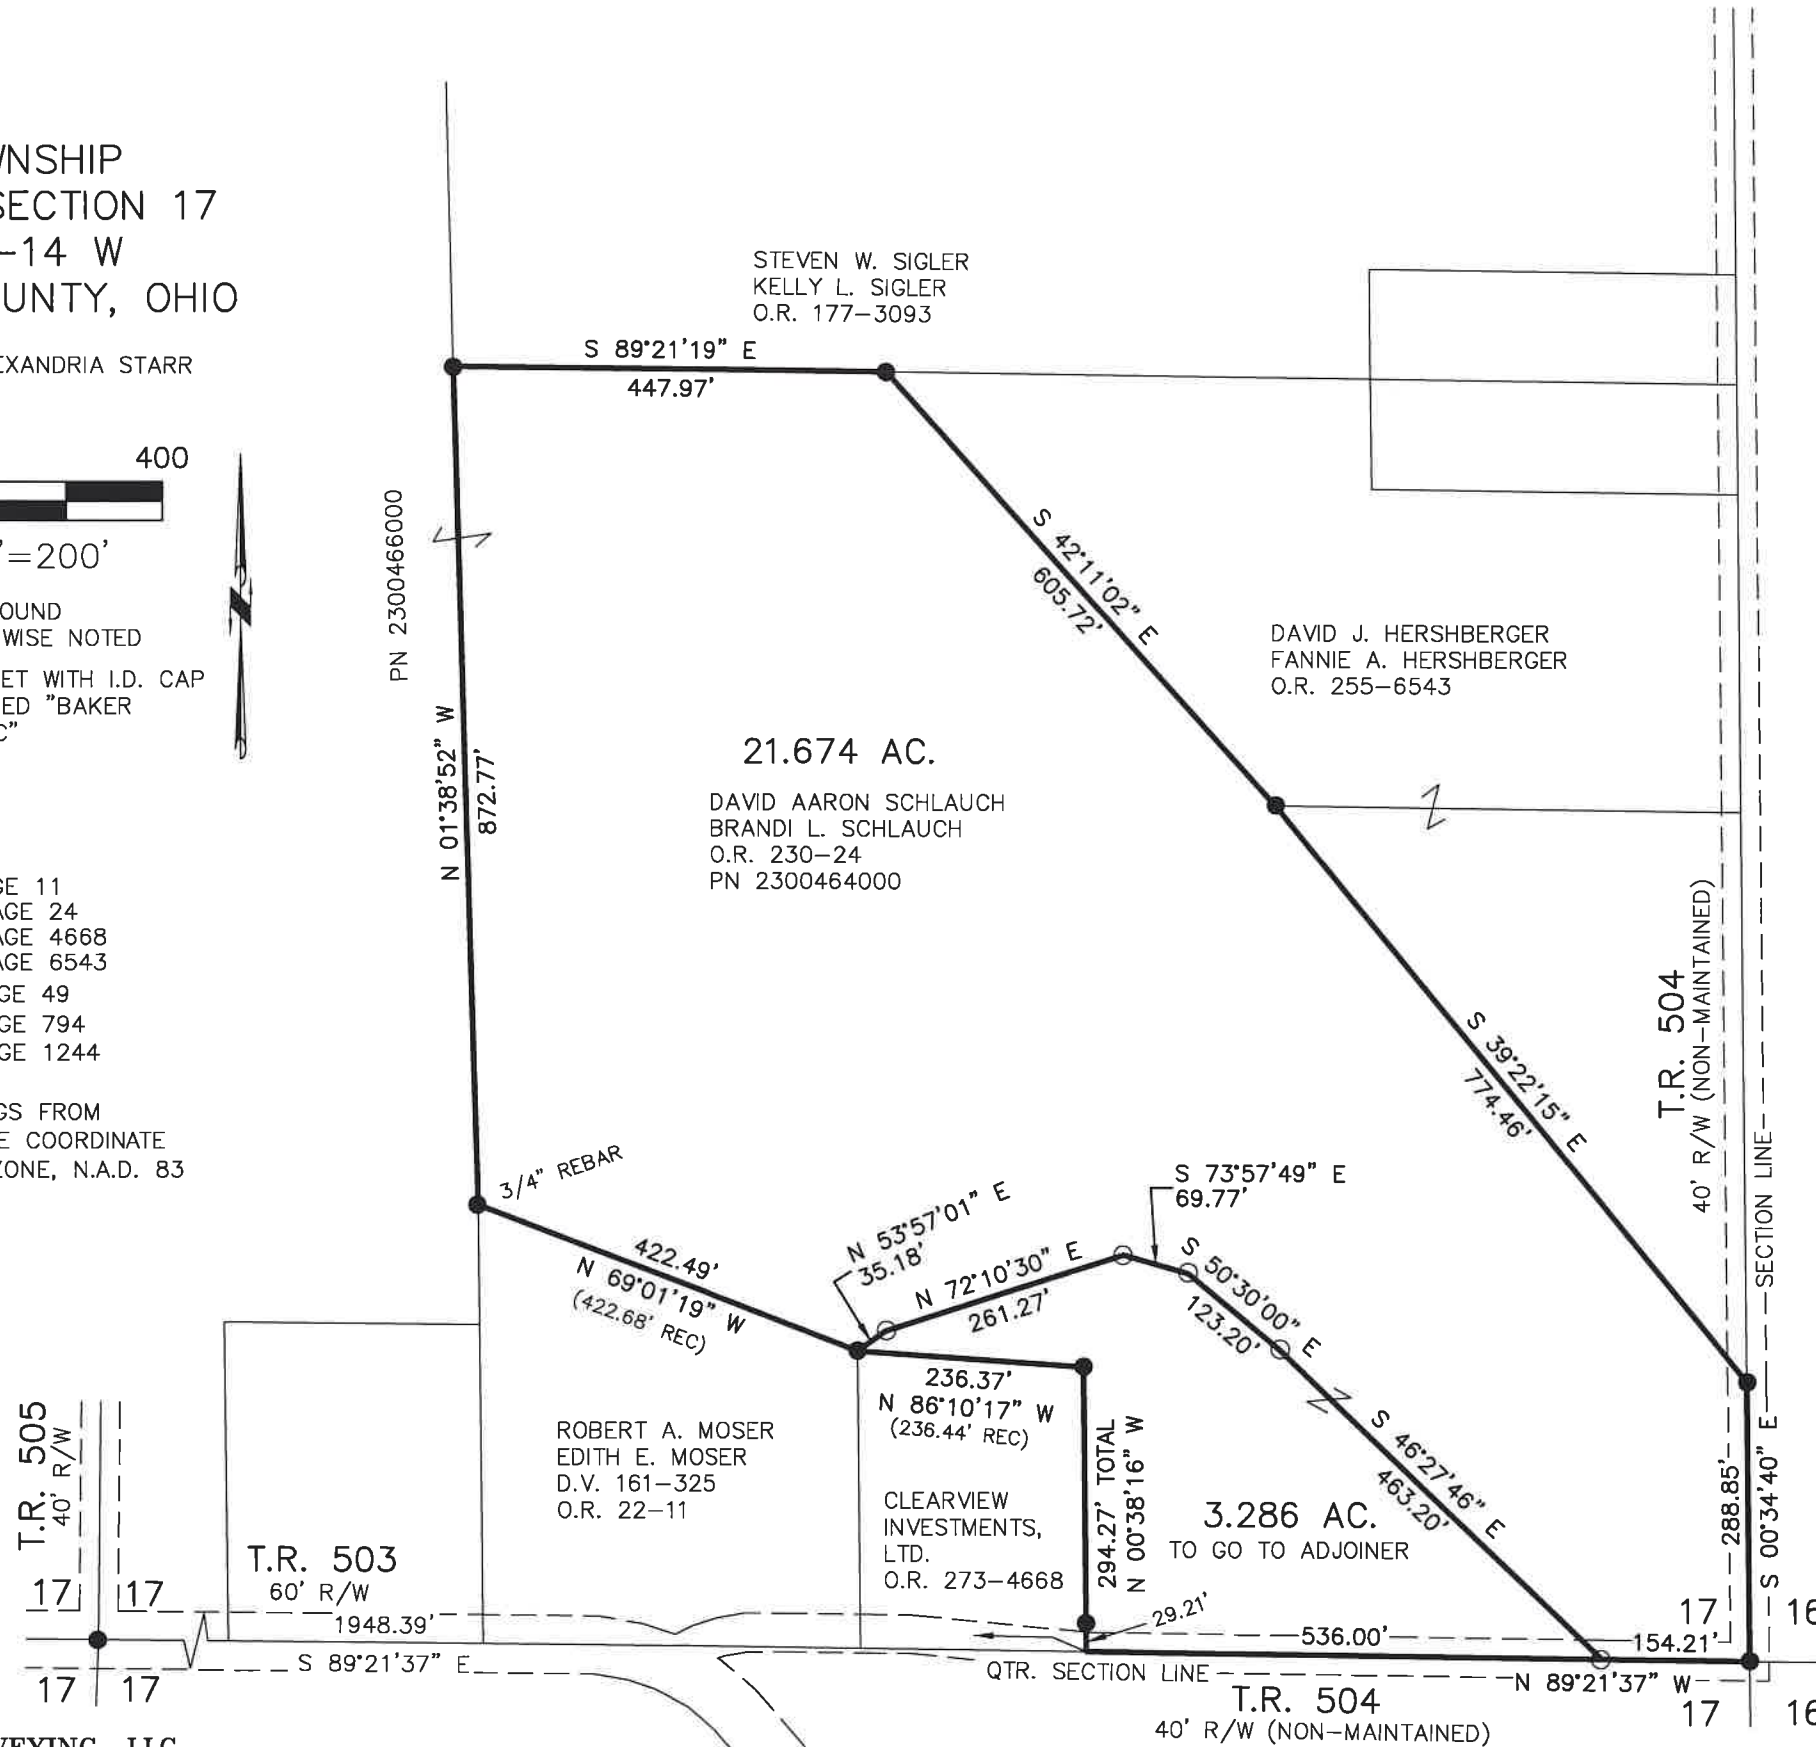 WNSHIP
SECTION 17
–14 W
UNTY, OHIO
EXANDRIA STARR
400
"=200'
OUND
WISE NOTED
ET WITH I.D. CAP
ED "BAKER
C"
GE 11
AGE 24
AGE 4668
AGE 6543
GE 49
GE 794
GE 1244
GS FROM
E COORDINATE
ZONE, N.A.D. 83
STEVEN W. SIGLER
KELLY L. SIGLER
O.R. 177–3093
S 89°21'19" E
447.97'
PN 2300466000
N 01°38'52" W
872.77'
S 42°11'02" E
605.72'
DAVID J. HERSHBERGER
FANNIE A. HERSHBERGER
O.R. 255–6543
21.674 AC.
DAVID AARON SCHLAUCH
BRANDI L. SCHLAUCH
O.R. 230–24
PN 2300464000
S 39°22'15" E
774.46'
T.R. 504
40' R/W (NON–MAINTAINED)
SECTION LINE
3/4" REBAR
422.49'
N 69°01'19" W
(422.68' REC)
N 53°57'01" E
35.18'
N 72°10'30" E
261.27'
S 73°57'49" E
69.77'
S 50°30'00" E
123.20'
S 46°27'46" E
463.20'
236.37'
N 86°10'17" W
(236.44' REC)
294.27' TOTAL
N 00°38'16" W
288.85'
S 00°34'40" E
ROBERT A. MOSER
EDITH E. MOSER
D.V. 161–325
O.R. 22–11
CLEARVIEW
INVESTMENTS,
LTD.
O.R. 273–4668
3.286 AC.
TO GO TO ADJOINER
T.R. 505
40' R/W
T.R. 503
60' R/W
17 17
1948.39'
S 89°21'37" E
29.21'
536.00'
154.21'
17 16
QTR. SECTION LINE
N 89°21'37" W
T.R. 504
40' R/W (NON–MAINTAINED)
17 17
17 16
VEYING, LLC